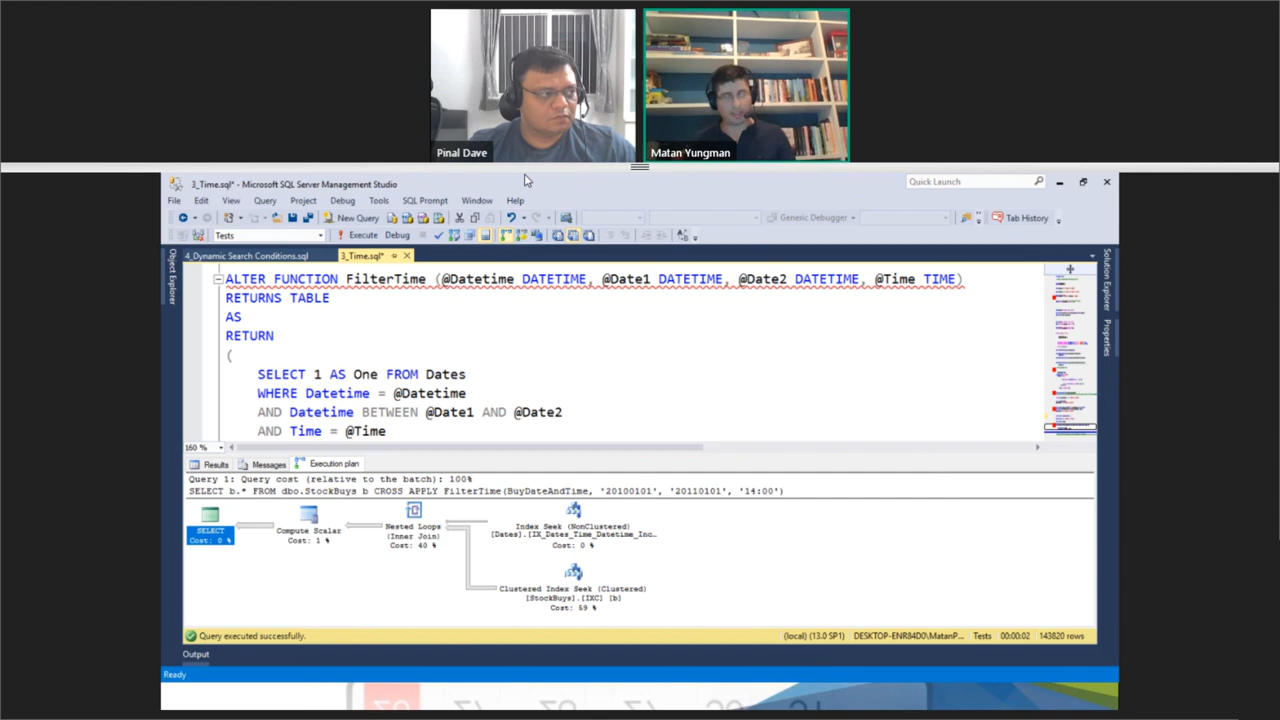 Pinal Dave
Matan Yungman
3_Time.sql* - Microsoft SQL Server Management Studio
Quick Launch
File Edit View Query Project Debug Tools SQL Prompt Window Help
New Query
Generic Debugger
Tab History
Tests
Execute Debug
4_Dynamic Search Conditions.sql
3_Time.sql*
Object Explorer
Solution Explorer
Properties
ALTER FUNCTION FilterTime (@Datetime DATETIME, @Date1 DATETIME, @Date2 DATETIME, @Time TIME)
RETURNS TABLE
AS
RETURN
(
SELECT 1 AS One FROM Dates
WHERE Datetime = @Datetime
AND Datetime BETWEEN @Date1 AND @Date2
AND Time = @Time
160 %
Results Messages Execution plan
Query 1: Query cost (relative to the batch): 100%
SELECT b.* FROM dbo.StockBuys b CROSS APPLY FilterTime(BuyDateAndTime, '20100101', '20110101', '14:00')
SELECT
Cost: 0 %
Compute Scalar
Cost: 1 %
Nested Loops
(Inner Join)
Cost: 40 %
Index Seek (NonClustered)
[Dates].[IX_Dates_Time_Datetime_Inc…
Cost: 0 %
Clustered Index Seek (Clustered)
[StockBuys].[IXC] [b]
Cost: 59 %
Query executed successfully.
(local) (13.0 SP1) DESKTOP-ENR84D0\MatanP... Tests 00:00:02 143820 rows
Output
Ready